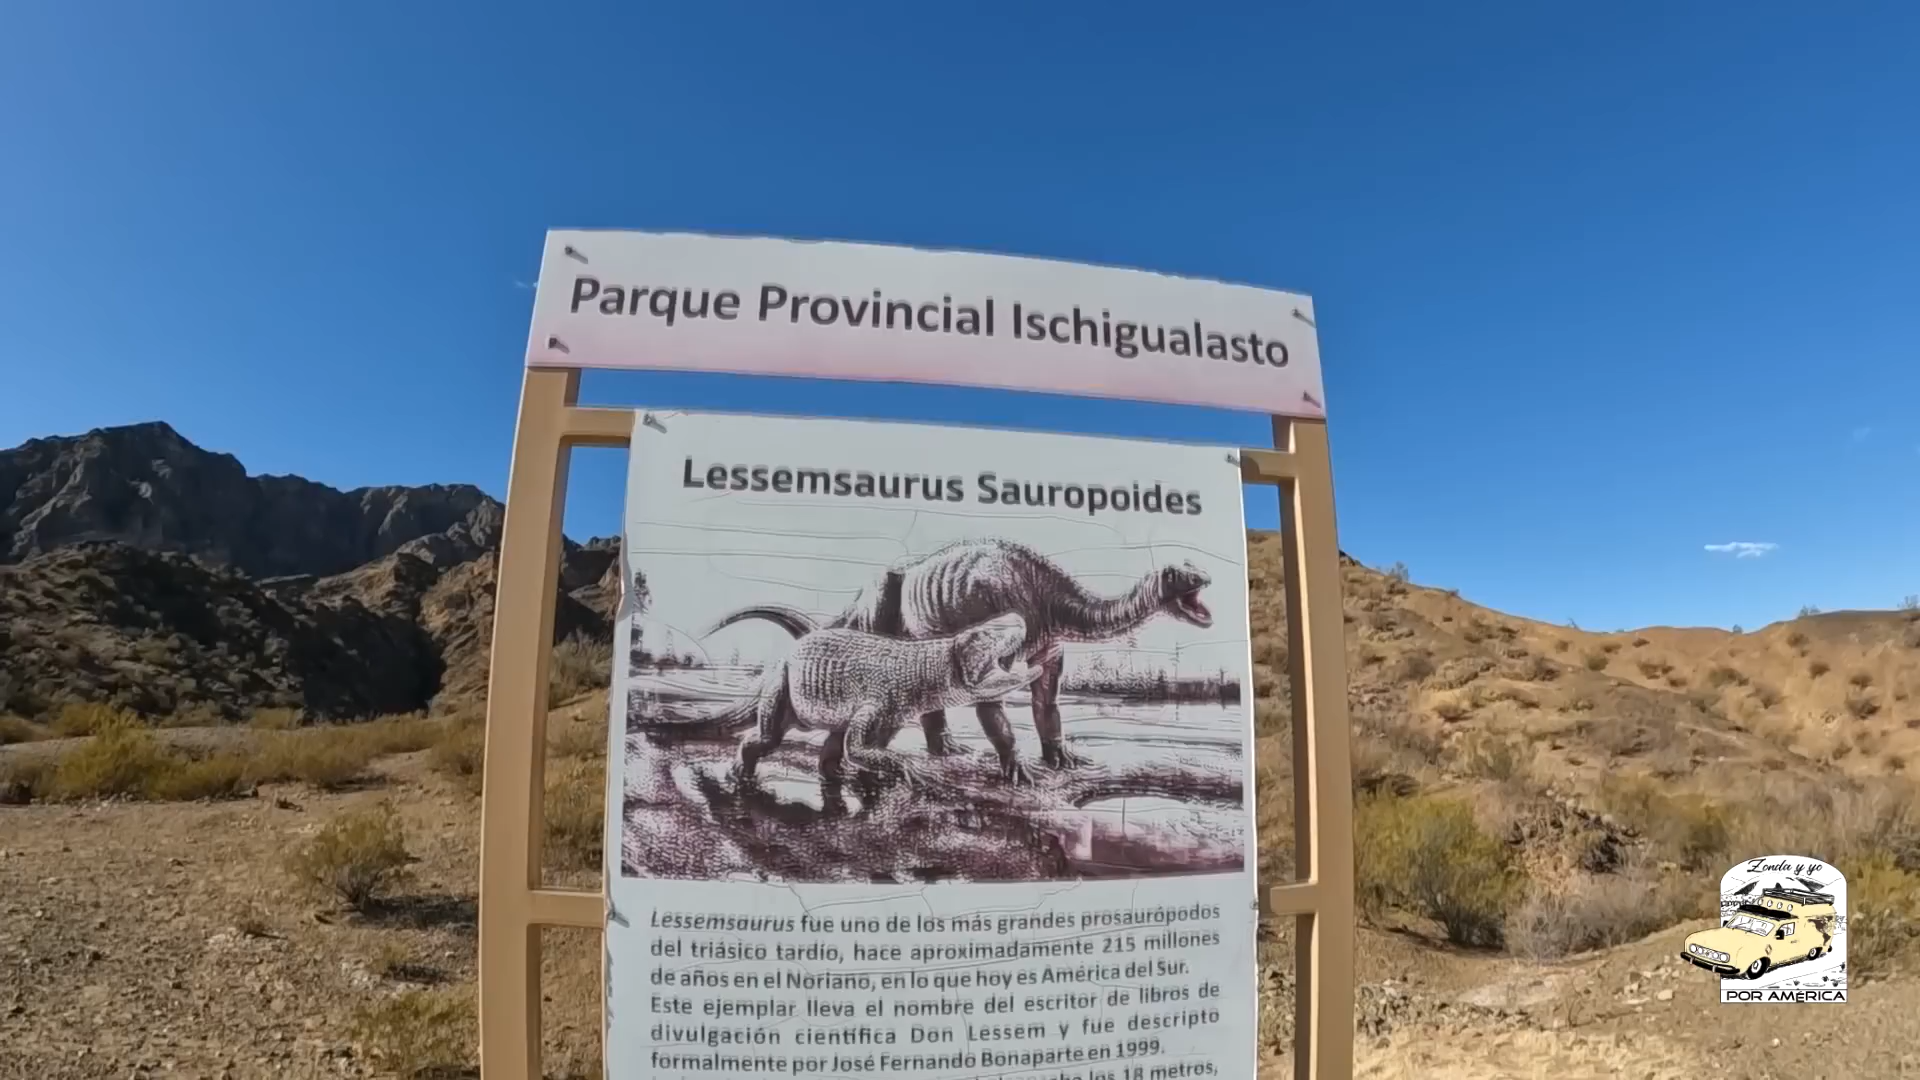 Parque Provincial Ischigualasto
Lessemsaurus Sauropoides
Lessemsaurus fue uno de los más grandes prosaurópodos
del triásico tardío, hace aproximadamente 215 millones
de años en el Noriano, en lo que hoy es América del Sur.
Este ejemplar lleva el nombre del escritor de libros de
divulgación científica Don Lessem y fue descripto
formalmente por José Fernando Bonaparte en 1999.
los 18 metros,
Zonda y yo
POR AMÉRICA